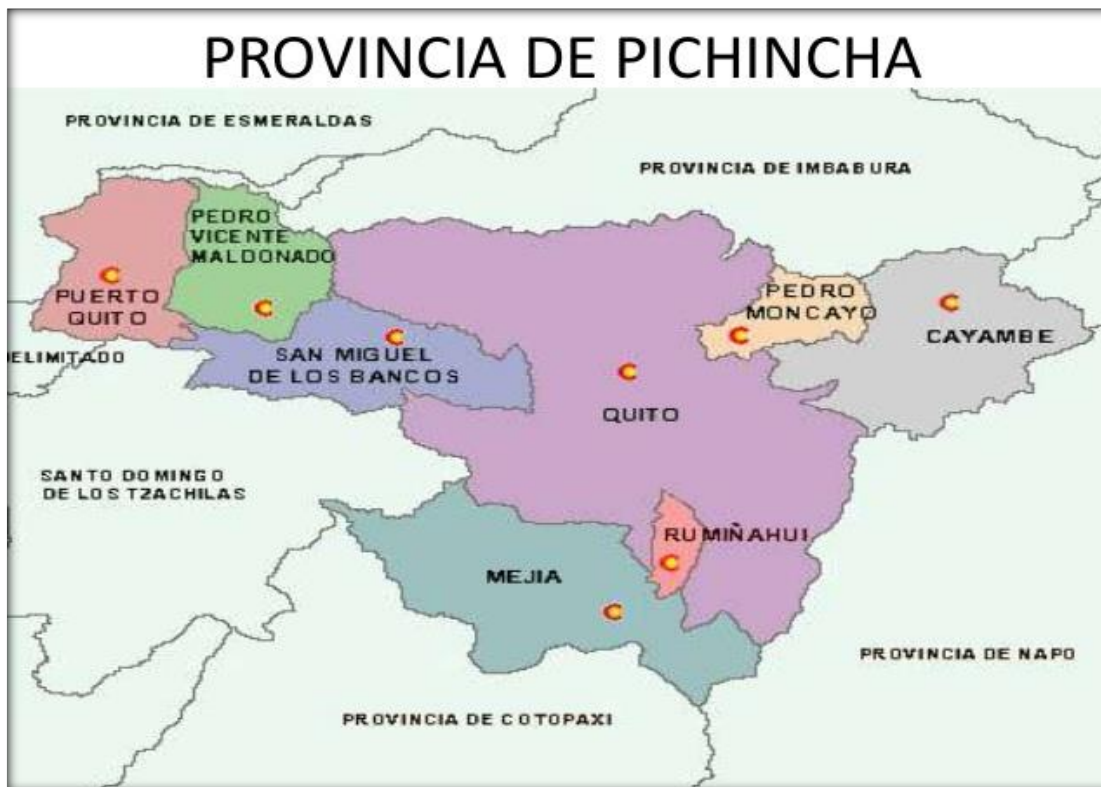 PROVINCIA DE PICHINCHA
PROVINCIA DE ESMERALDAS
PROVINCIA DE IMBABURA
PEDRO
VICENTE
MALDONADO
PUERTO
QUITO
PEDRO
MONCAYO
CAYAMBE
DELIMITADO
SAN MIGUEL
DE LOS BANCOS
QUITO
SANTO DOMINGO
DE LOS TZACHILAS
RUMIÑAHUI
MEJIA
PROVINCIA DE NAPO
PROVINCIA DE COTOPAXI